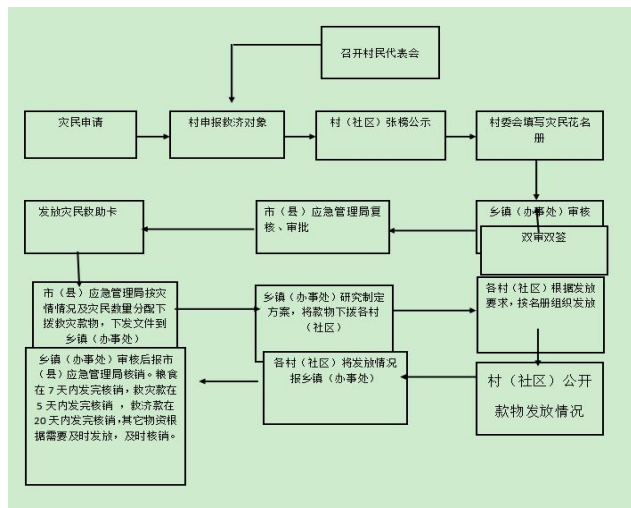 召开村民代表会
灾民申请
村申报救济对象
村（社区）张榜公示
村委会填写灾民花名
册
发放灾民救助卡
市（县）应急管理局复
核、审批
乡镇（办事处）审核
双审双签
市（县）应急管理局按灾
情情况及灾民数量分配下
拨救灾款物，下发文件到
乡镇（办事处）
乡镇（办事处）研究制定
方案，将款物下拨各村
（社区）
各村（社区）根据发放
要求，按名册组织发放
乡镇（办事处）审核后报市
（县）应急管理局核销。粮食
在7天内发完核销，救灾款在
5天内发完核销 ，救济款在
20天内发完核销，其它物资根
据需要及时发放，及时核销。
各村（社区）将发放情况
报乡镇（办事处）
村（社区）公开
款物发放情况